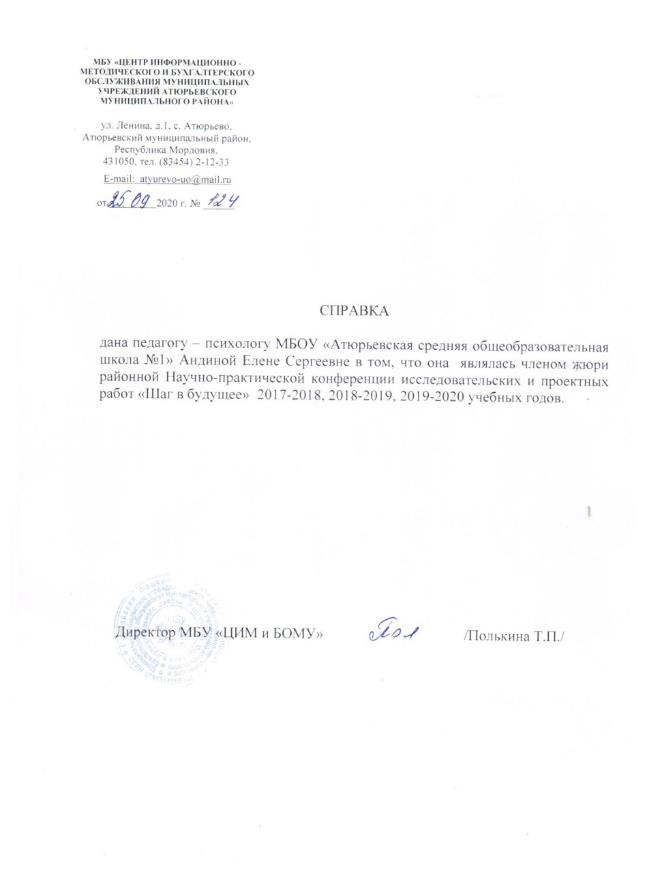 МБУ «ЦЕНТР ИНФОРМАЦИОННО -
МЕТОДИЧЕСКОГО И БУХГАЛТЕРСКОГО
ОБСЛУЖИВАНИЯ МУНИЦИПАЛЬНЫХ
УЧРЕЖДЕНИЙ АТЮРЬЕВСКОГО
МУНИЦИПАЛЬНОГО РАЙОНА»
ул. Ленина, д.1, с. Атюрьево,
Атюрьевский муниципальный район,
Республика Мордовия,
431050, тел. (83454) 2-12-33
E-mail: atyurevo-uo@mail.ru
от 25 09 2020 г. № 124
СПРАВКА
дана педагогу – психологу МБОУ «Атюрьевская средняя общеобразовательная
школа №1» Андиной Елене Сергеевне в том, что она являлась членом жюри
районной Научно-практической конференции исследовательских и проектных
работ «Шаг в будущее» 2017-2018, 2018-2019, 2019-2020 учебных годов.
Директор МБУ «ЦИМ и БОМУ» Пол /Полькина Т.П./